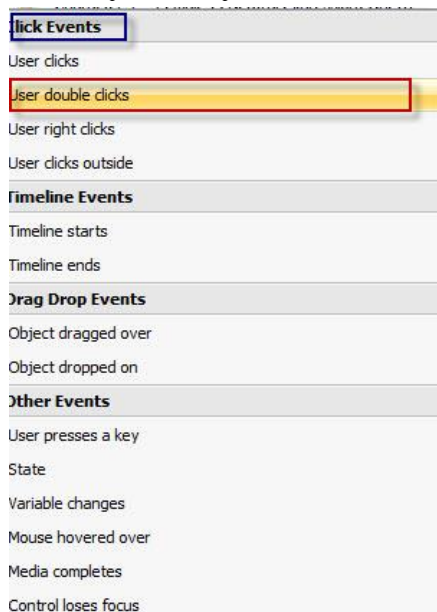 Click Events
User clicks
User double clicks
User right clicks
User clicks outside
Timeline Events
Timeline starts
Timeline ends
Drag Drop Events
Object dragged over
Object dropped on
Other Events
User presses a key
State
Variable changes
Mouse hovered over
Media completes
Control loses focus